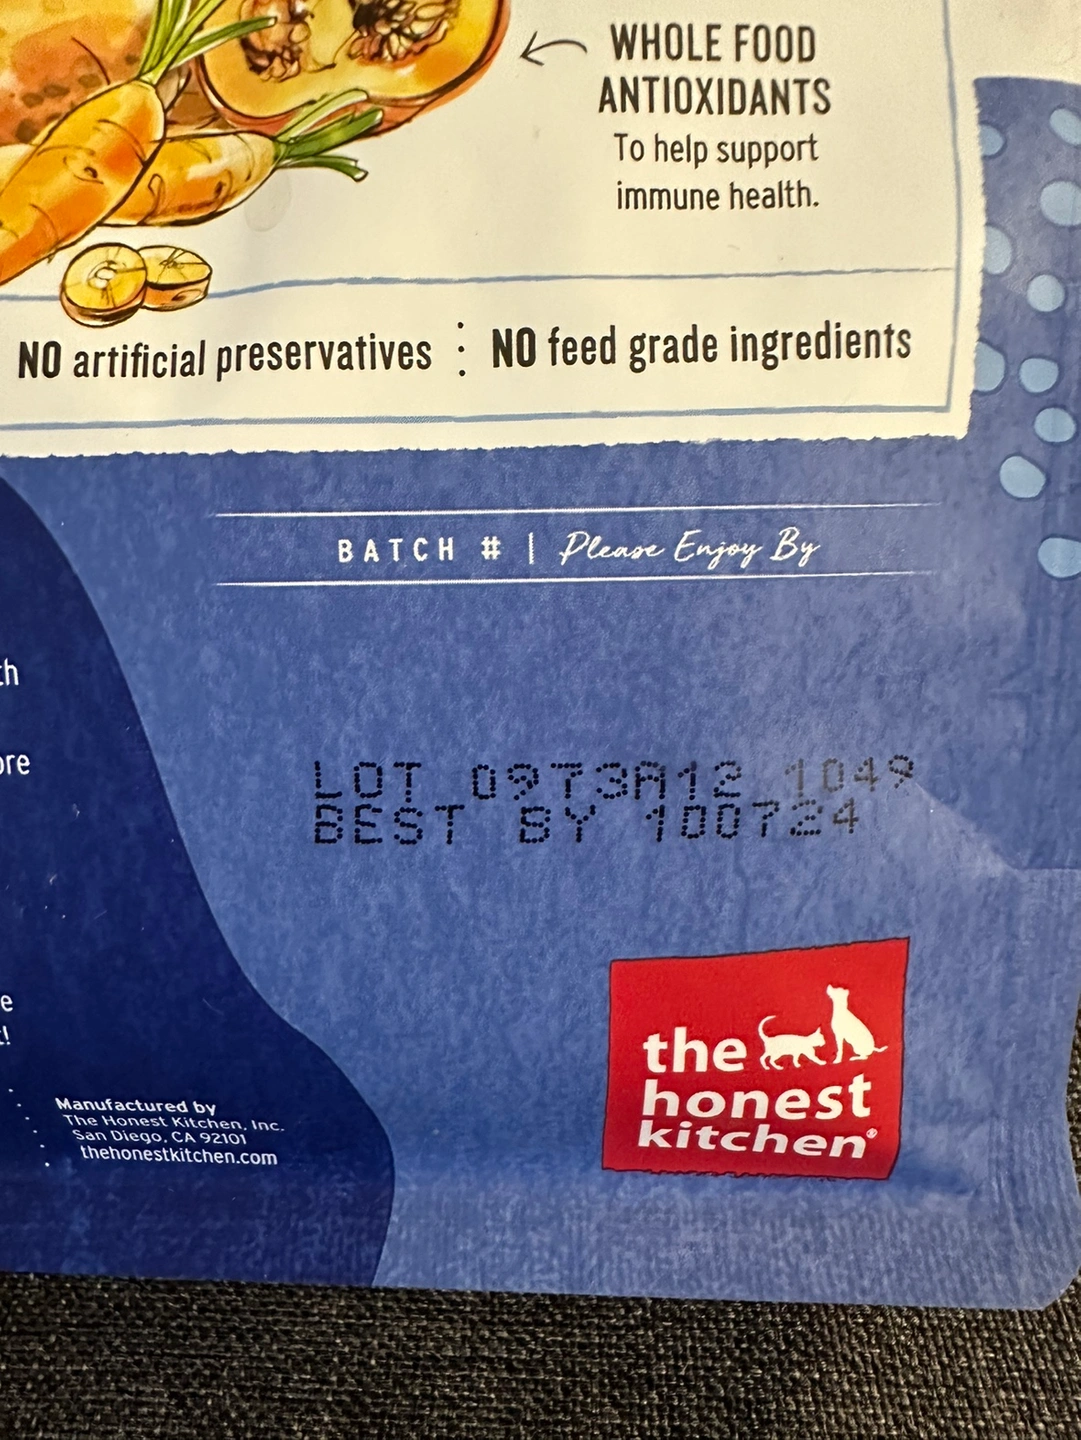 WHOLE FOOD
ANTIOXIDANTS
To help support
immune health.
NO artificial preservatives
NO feed grade ingredients
BATCH # | Please Enjoy By
th
ore
LOT 0973A12 1049
BEST BY 100724
e
t!
Manufactured by
The Honest Kitchen, Inc.
San Diego, CA 92101
thehonestkitchen.com
the
honest
kitchen®